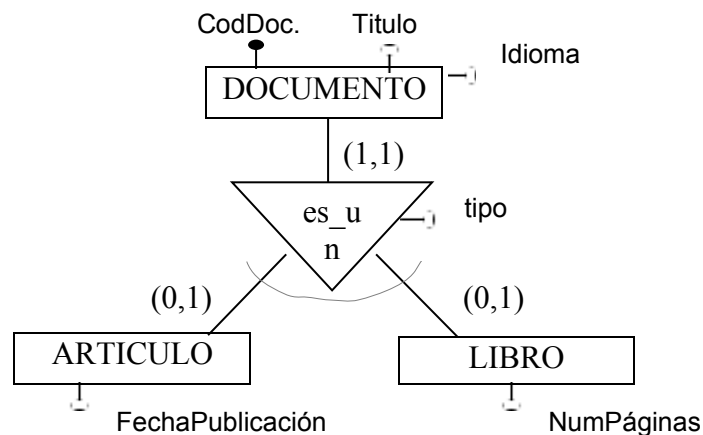 CodDoc.
Titulo
Idioma
DOCUMENTO
(1,1)
es_u
n
tipo
(0,1)
(0,1)
ARTICULO
LIBRO
FechaPublicación
NumPáginas